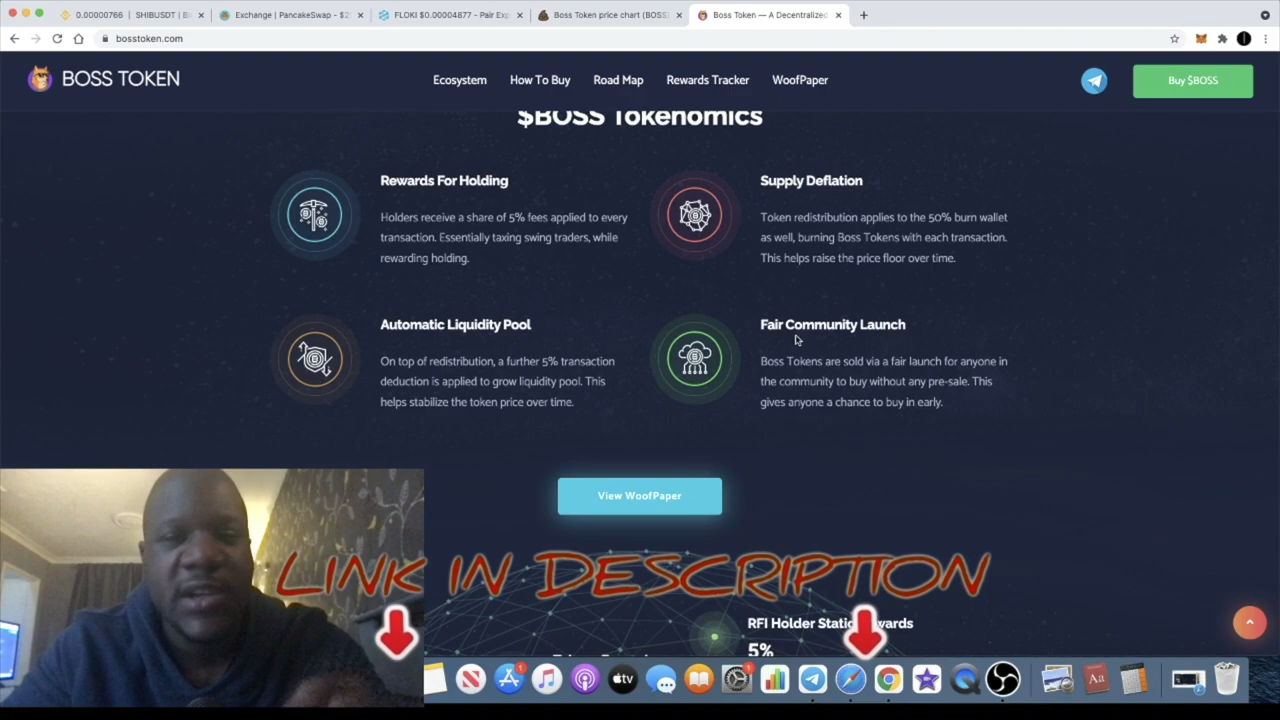 0.00000766 | SHIBUSDT | Bi
Exchange | PancakeSwap - $2
FLOKI $0.00004877 - Pair Exp
Boss Token price chart (BOSS
Boss Token — A Decentralized
bosstoken.com
BOSS TOKEN
Ecosystem
How To Buy
Road Map
Rewards Tracker
WoofPaper
Buy $BOSS
$BOSS Tokenomics
Rewards For Holding
Holders receive a share of 5% fees applied to every
transaction. Essentially taxing swing traders, while
rewarding holding.
Supply Deflation
Token redistribution applies to the 50% burn wallet
as well, burning Boss Tokens with each transaction.
This helps raise the price floor over time.
Automatic Liquidity Pool
On top of redistribution, a further 5% transaction
deduction is applied to grow liquidity pool. This
helps stabilize the token price over time.
Fair Community Launch
Boss Tokens are sold via a fair launch for anyone in
the community to buy without any pre-sale. This
gives anyone a chance to buy in early.
View WoofPaper
LINK IN DESCRIPTION
RFI Holder Static
5%
tv
Aa